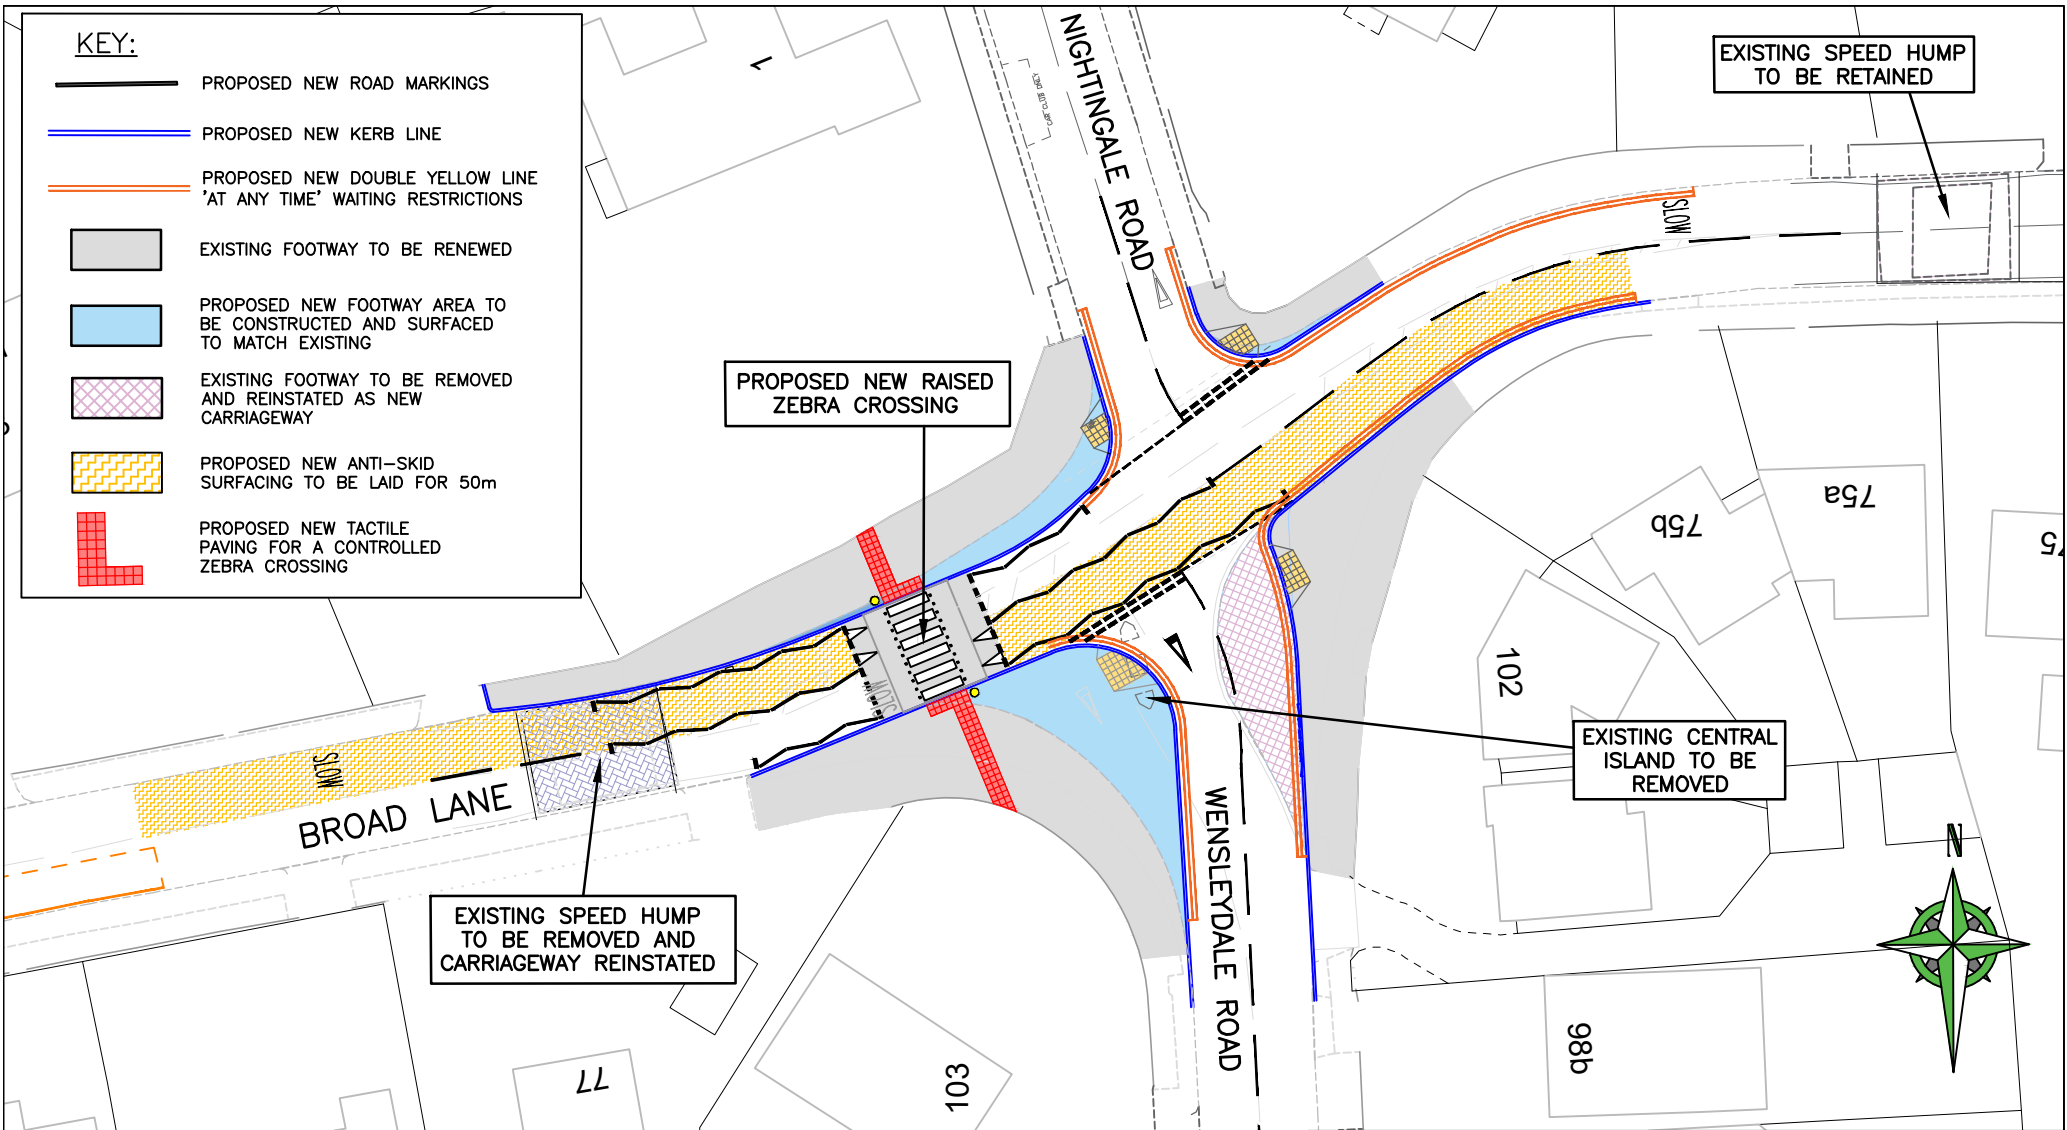 KEY:
PROPOSED NEW ROAD MARKINGS
PROPOSED NEW KERB LINE
PROPOSED NEW DOUBLE YELLOW LINE
'AT ANY TIME' WAITING RESTRICTIONS
EXISTING FOOTWAY TO BE RENEWED
PROPOSED NEW FOOTWAY AREA TO
BE CONSTRUCTED AND SURFACED
TO MATCH EXISTING
EXISTING FOOTWAY TO BE REMOVED
AND REINSTATED AS NEW
CARRIAGEWAY
PROPOSED NEW ANTI-SKID
SURFACING TO BE LAID FOR 50m
PROPOSED NEW TACTILE
PAVING FOR A CONTROLLED
ZEBRA CROSSING
1
CAR CLUB ONLY
NIGHTINGALE ROAD
EXISTING SPEED HUMP
TO BE RETAINED
SLOW
PROPOSED NEW RAISED
ZEBRA CROSSING
75b
75a
75
102
SLOW
SLOW
BROAD LANE
EXISTING CENTRAL
ISLAND TO BE
REMOVED
WENSLEYDALE ROAD
EXISTING SPEED HUMP
TO BE REMOVED AND
CARRIAGEWAY REINSTATED
N
77
103
98b